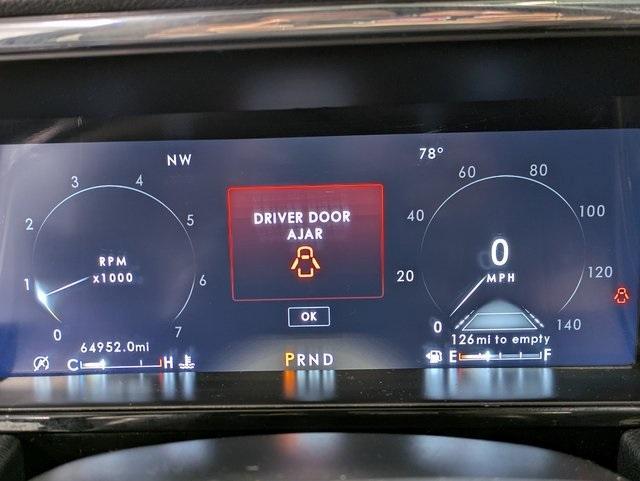 NW
78°
3
4
2
5
1
6
0
7
RPM
x1000
DRIVER DOOR
AJAR
OK
60
80
40
100
20
120
0
140
0
MPH
64952.0mi
126mi to empty
C
H
PRND
E
F